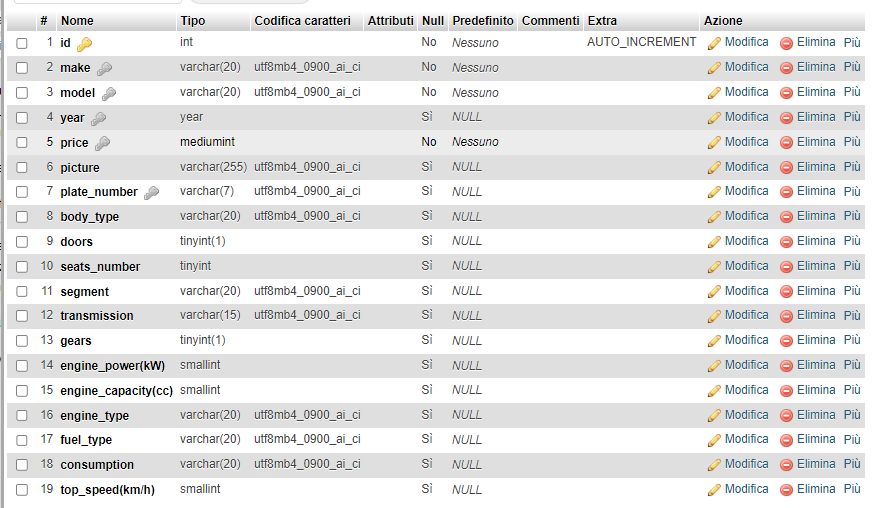 # Nome Tipo Codifica caratteri Attributi Null Predefinito Commenti Extra Azione
1 id int No Nessuno AUTO_INCREMENT Modifica Elimina Più
2 make varchar(20) utf8mb4_0900_ai_ci No Nessuno Modifica Elimina Più
3 model varchar(20) utf8mb4_0900_ai_ci No Nessuno Modifica Elimina Più
4 year year Sì NULL Modifica Elimina Più
5 price mediumint No Nessuno Modifica Elimina Più
6 picture varchar(255) utf8mb4_0900_ai_ci Sì NULL Modifica Elimina Più
7 plate_number varchar(7) utf8mb4_0900_ai_ci Sì NULL Modifica Elimina Più
8 body_type varchar(20) utf8mb4_0900_ai_ci Sì NULL Modifica Elimina Più
9 doors tinyint(1) Sì NULL Modifica Elimina Più
10 seats_number tinyint Sì NULL Modifica Elimina Più
11 segment varchar(20) utf8mb4_0900_ai_ci Sì NULL Modifica Elimina Più
12 transmission varchar(15) utf8mb4_0900_ai_ci Sì NULL Modifica Elimina Più
13 gears tinyint(1) Sì NULL Modifica Elimina Più
14 engine_power(kW) smallint Sì NULL Modifica Elimina Più
15 engine_capacity(cc) smallint Sì NULL Modifica Elimina Più
16 engine_type varchar(20) utf8mb4_0900_ai_ci Sì NULL Modifica Elimina Più
17 fuel_type varchar(20) utf8mb4_0900_ai_ci Sì NULL Modifica Elimina Più
18 consumption varchar(20) utf8mb4_0900_ai_ci Sì NULL Modifica Elimina Più
19 top_speed(km/h) smallint Sì NULL Modifica Elimina Più